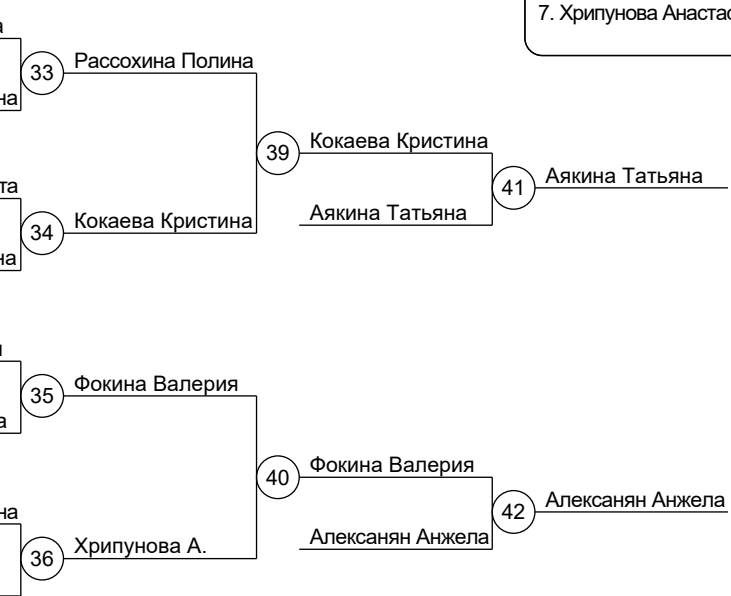 7. Хрипунова
33 Рассохина Полина
39 Кокаева Кристина
41 Аякина Татьяна
Аякина Татьяна
34 Кокаева Кристина
35 Фокина Валерия
40 Фокина Валерия
42 Алексанян Анжела
Алексанян Анжела
36 Хрипунова А.